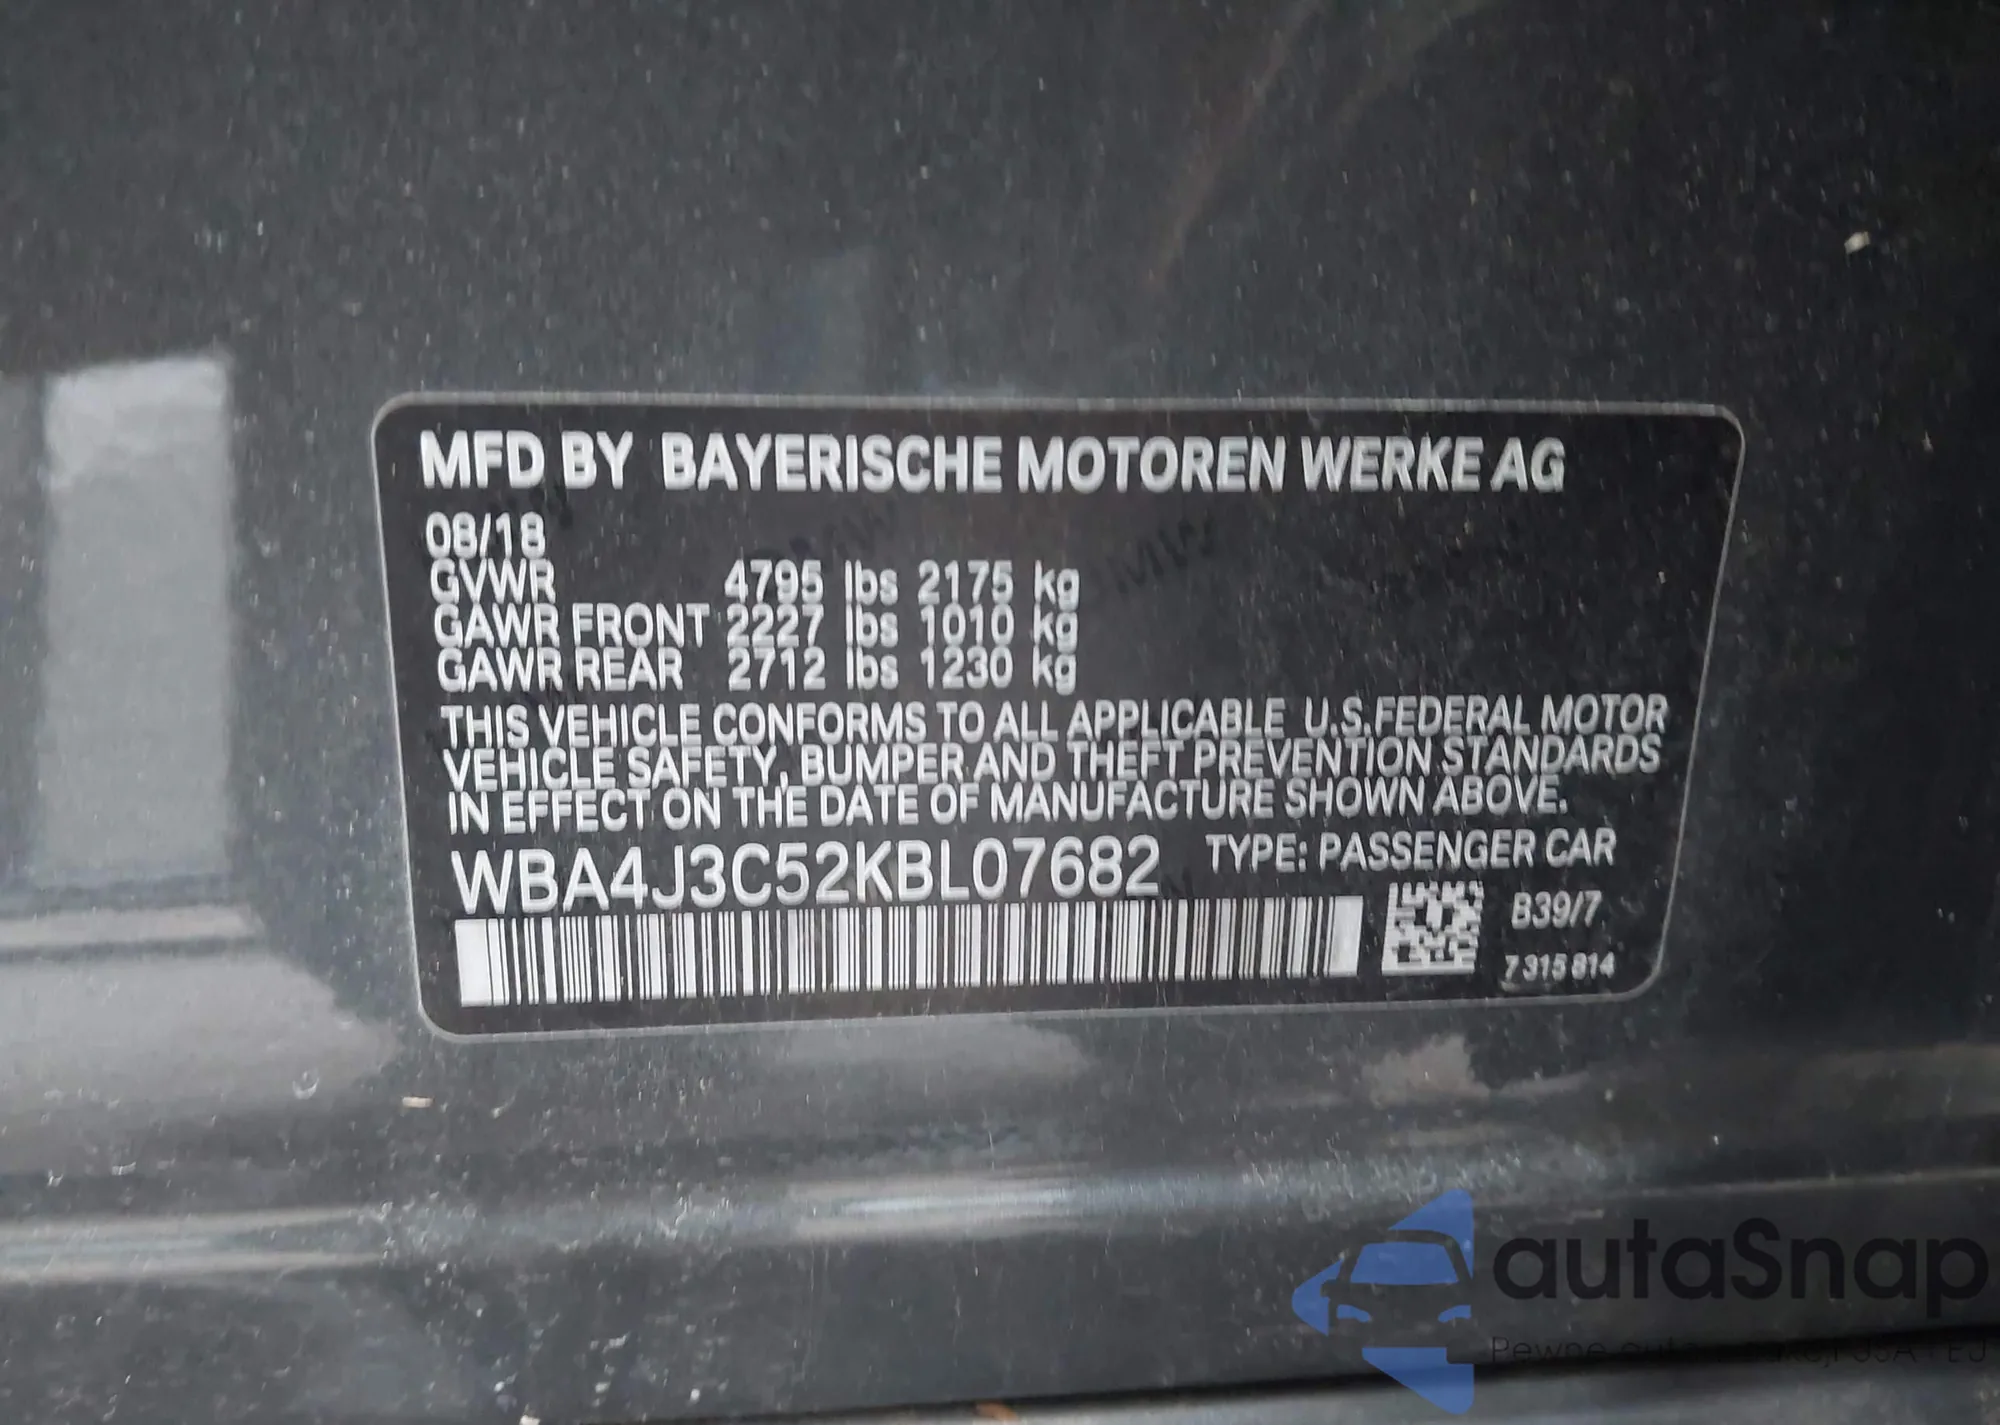 MFD BY BAYERISCHE MOTOREN WERKE AG
08/18
GVWR 4795 lbs 2175 kg
GAWR FRONT 2227 lbs 1010 kg
GAWR REAR 2712 lbs 1230 kg
THIS VEHICLE CONFORMS TO ALL APPLICABLE U.S.FEDERAL MOTOR
VEHICLE SAFETY, BUMPER AND THEFT PREVENTION STANDARDS
IN EFFECT ON THE DATE OF MANUFACTURE SHOWN ABOVE.
WBA4J3C52KBL07682 TYPE: PASSENGER CAR
B39/7
7 315 814
autaSnap
Pewne auta